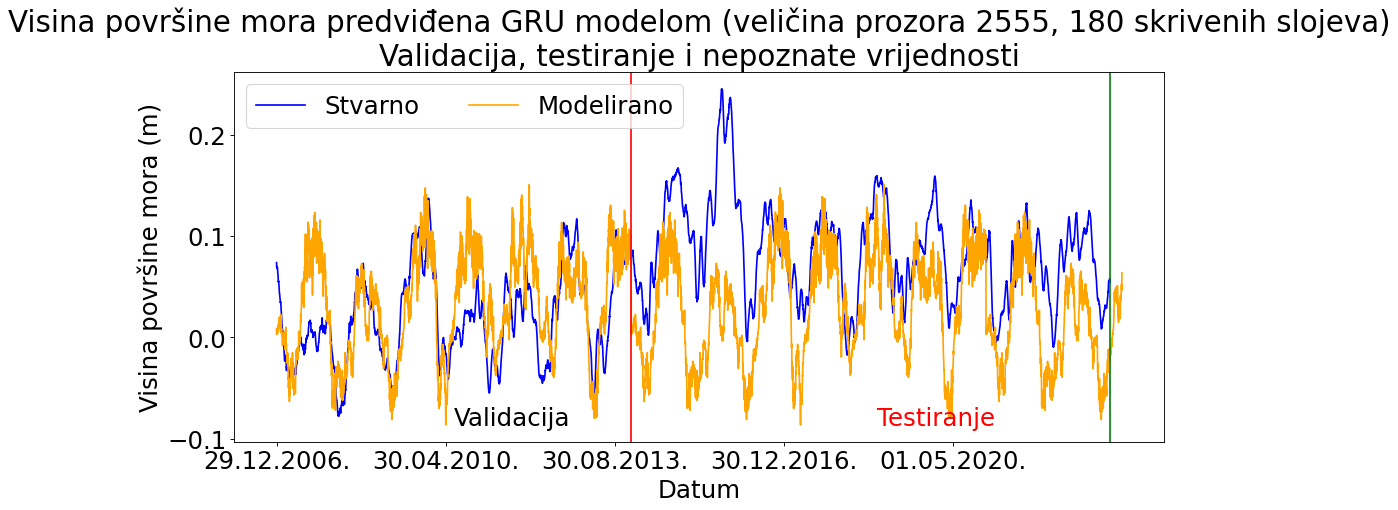 Visina površine mora predviđena GRU modelom (veličina prozora 2555, 180 skrivenih slojeva)
Validacija, testiranje i nepoznate vrijednosti
Stvarno
Modelirano
Visina površine mora (m)
0.2
0.1
0.0
−0.1
Validacija
Testiranje
29.12.2006.
30.04.2010.
30.08.2013.
30.12.2016.
01.05.2020.
Datum